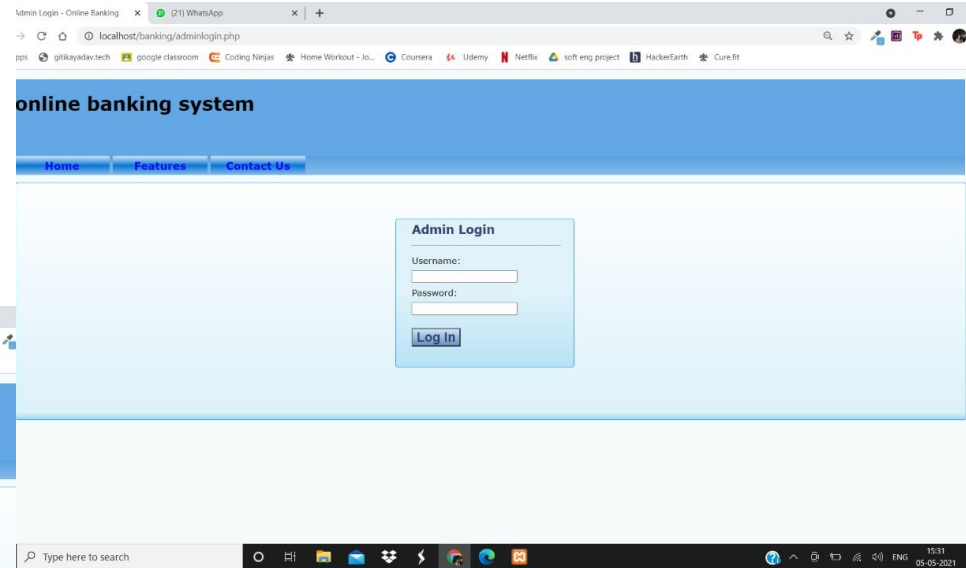 Admin Login - Online Banking
(21) WhatsApp
localhost/banking/adminlogin.php
pps gitikayadav.tech google classroom Coding Ninjas Home Workout - Jo... Coursera Udemy Netflix soft eng project HackerEarth Cure.fit
online banking system
Home Features Contact Us
Admin Login
Username:
Password:
Log In
Type here to search
ENG
15:31
05-05-2021